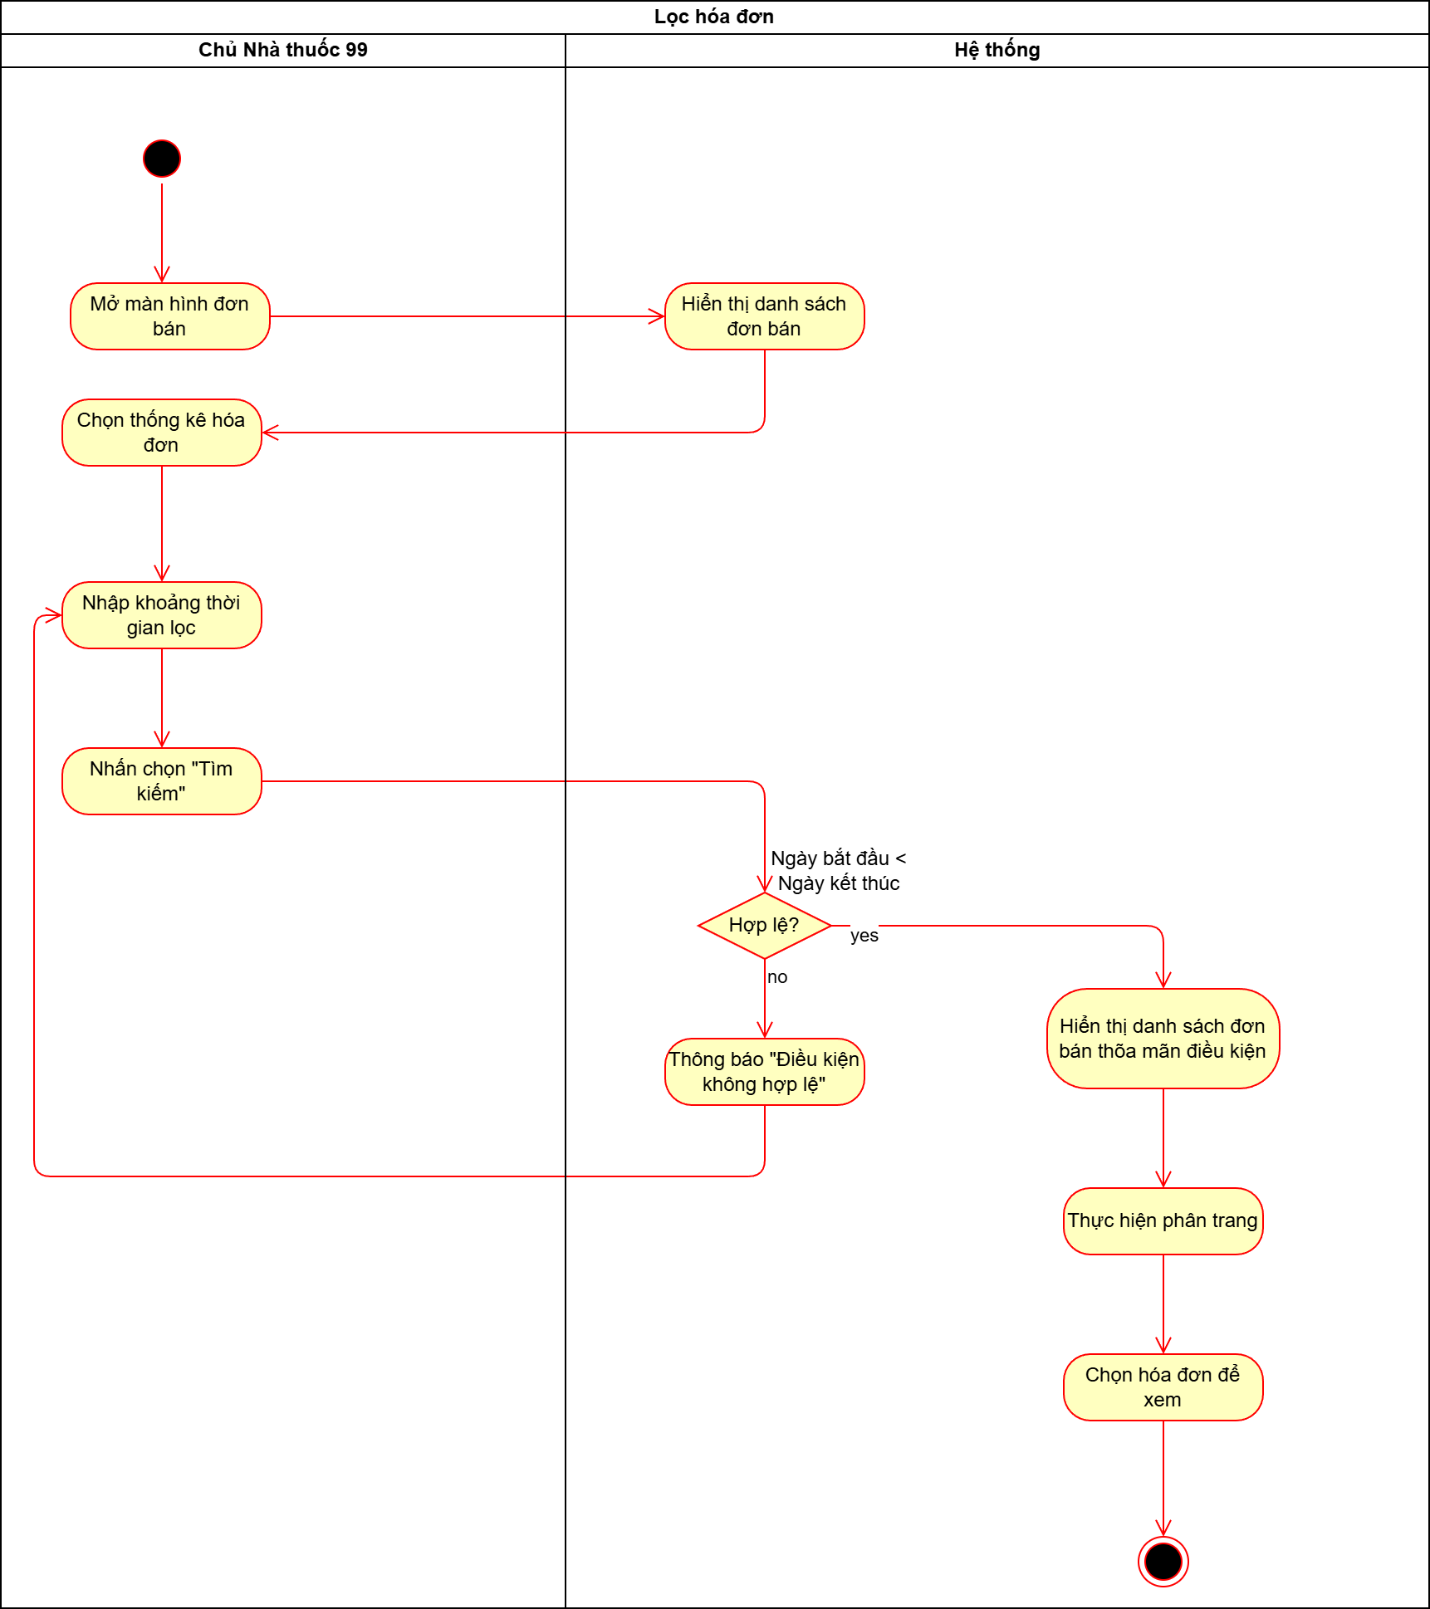 Lọc hóa đơn
Chủ Nhà thuốc 99
Hệ thống
Mở màn hình đơn
bán
Hiển thị danh sách
đơn bán
Chọn thống kê hóa
đơn
Nhập khoảng thời
gian lọc
Nhấn chọn "Tìm
kiếm"
Ngày bắt đầu <
Ngày kết thúc
Hợp lệ?
yes
no
Hiển thị danh sách đơn
bán thõa mãn điều kiện
Thông báo "Điều kiện
không hợp lệ"
Thực hiện phân trang
Chọn hóa đơn để
xem